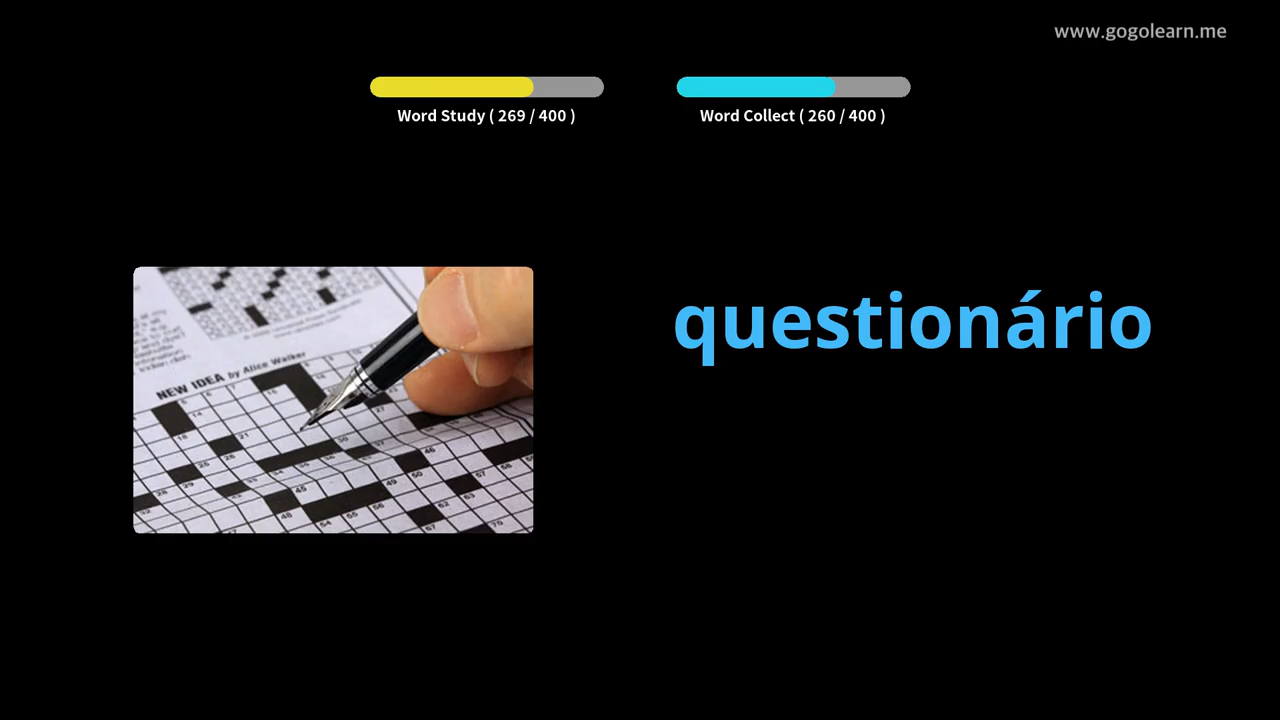 www.gogolearn.me
Word Study ( 269 / 400 )
Word Collect ( 260 / 400 )
questionário
NEW IDEA by Alice Walker